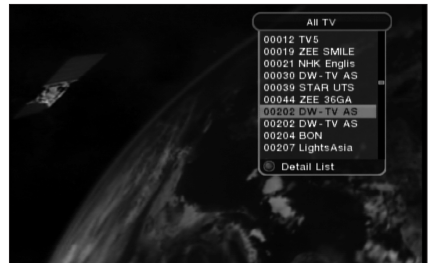 All TV
00012 TV5
00019 ZEE SMILE
00021 NHK Englis
00030 DW-TV AS
00039 STAR UTS
00044 ZEE 36GA
00202 DW-TV AS
00202 DW-TV AS
00204 BON
00207 LightsAsia
Detail List